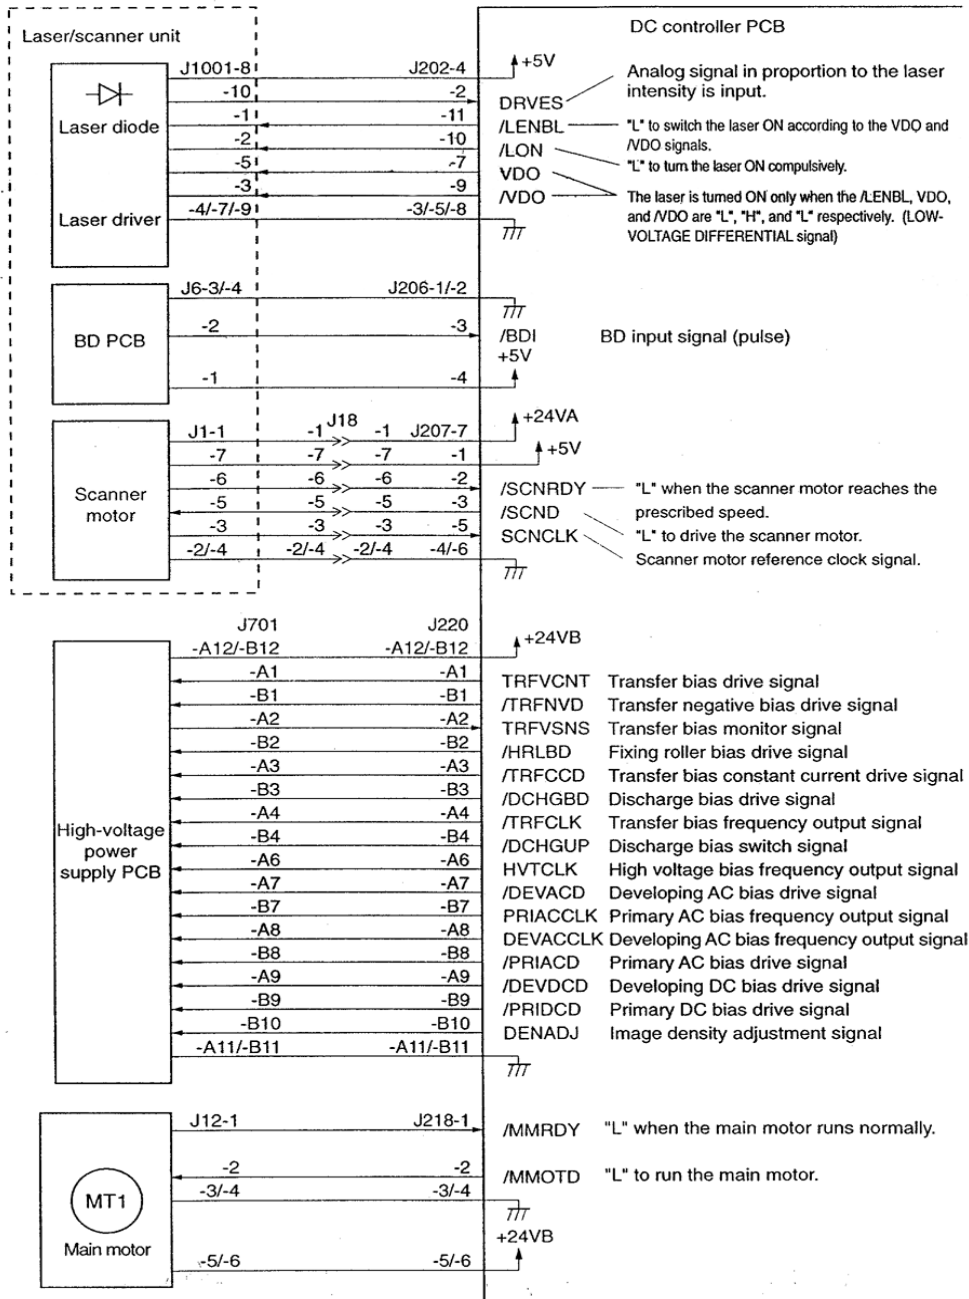 Laser/scanner unit
DC controller PCB
J1001-8 J202-4 +5V
-10 -2 DRVES
Analog signal in proportion to the laser
intensity is input.
Laser diode
-1 -11 /LENBL "L" to switch the laser ON according to the VDO and
/VDO signals.
-2 -10 /LON "L" to turn the laser ON compulsively.
-5 -7 VDO
-3 -9 /VDO The laser is turned ON only when the /LENBL, VDO,
and /VDO are "L", "H", and "L" respectively. (LOW-
VOLTAGE DIFFERENTIAL signal)
Laser driver -4/-7/-9 -3/-5/-8
J6-3/-4 J206-1/-2
BD PCB
-2 -3 /BDI BD input signal (pulse)
+5V
-1 -4
+24VA
J18
J1-1 -1 -1 J207-7
+5V
-7 -7 -7 -1
-6 -6 -6 -2 /SCNRDY "L" when the scanner motor reaches the
prescribed speed.
Scanner
motor
-5 -5 -5 -3 /SCND "L" to drive the scanner motor.
-3 -3 -3 -5 SCNCLK Scanner motor reference clock signal.
-2/-4 -2/-4 -2/-4 -4/-6
J701 J220
-A12/-B12 -A12/-B12 +24VB
-A1 -A1 TRFVCNT Transfer bias drive signal
-B1 -B1 /TRFNVD Transfer negative bias drive signal
-A2 -A2 TRFVSNS Transfer bias monitor signal
-B2 -B2 /HRLBD Fixing roller bias drive signal
-A3 -A3 /TRFCCD Transfer bias constant current drive signal
-B3 -B3 /DCHGBD Discharge bias drive signal
-A4 -A4 /TRFCLK Transfer bias frequency output signal
High-voltage
power
supply PCB
-B4 -B4 /DCHGUP Discharge bias switch signal
-A6 -A6 HVTCLK High voltage bias frequency output signal
-A7 -A7 /DEVACD Developing AC bias drive signal
-B7 -B7 PRIACCLK Primary AC bias frequency output signal
-A8 -A8 DEVACCLK Developing AC bias frequency output signal
-B8 -B8 /PRIACD Primary AC bias drive signal
-A9 -A9 /DEVDCD Developing DC bias drive signal
-B9 -B9 /PRIDCD Primary DC bias drive signal
-B10 -B10 DENADJ Image density adjustment signal
-A11/-B11 -A11/-B11
J12-1 J218-1 /MMRDY "L" when the main motor runs normally.
-2 -2 /MMOTD "L" to run the main motor.
MT1
-3/-4 -3/-4
+24VB
Main motor
-5/-6 -5/-6